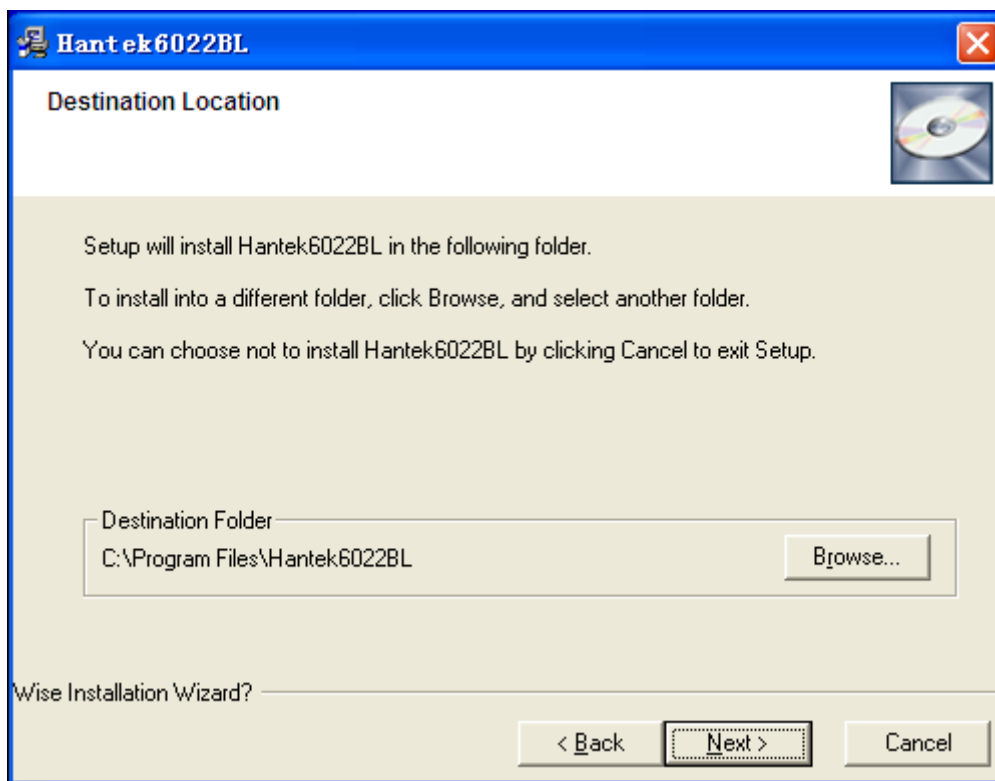 Hantek6022BL
Destination Location
Setup will install Hantek6022BL in the following folder.
To install into a different folder, click Browse, and select another folder.
You can choose not to install Hantek6022BL by clicking Cancel to exit Setup.
Destination Folder
C:\Program Files\Hantek6022BL
Browse...
Wise Installation Wizard?
< Back
Next >
Cancel